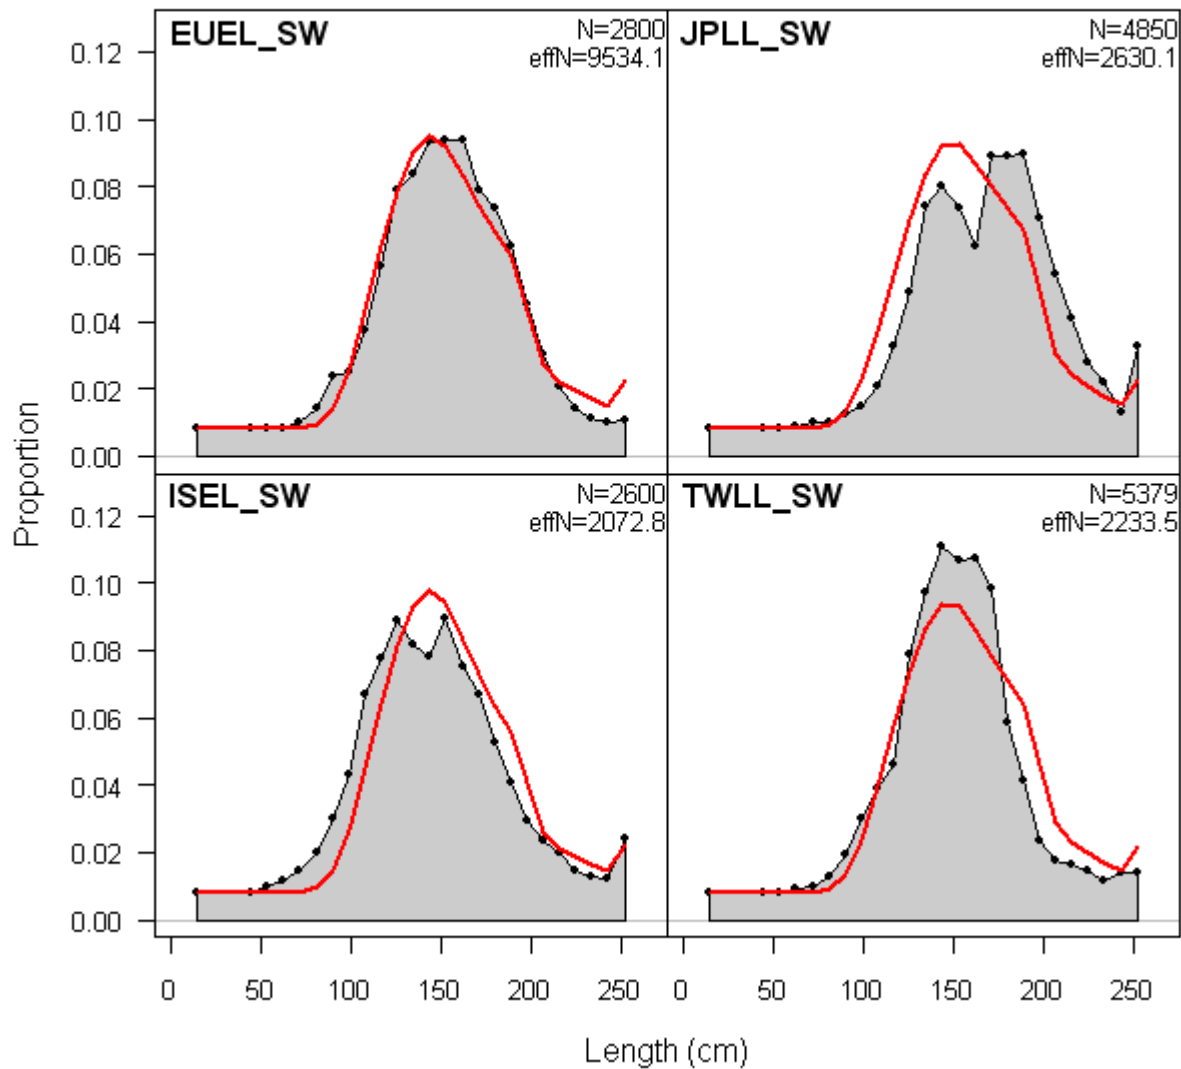 EUEL_SW
N=2800
effN=9534.1
JPLL_SW
N=4850
effN=2630.1
0.12
0.10
0.08
0.06
0.04
0.02
0.00
ISEL_SW
N=2600
effN=2072.8
TWLL_SW
N=5379
effN=2233.5
0.12
0.10
0.08
0.06
0.04
0.02
0.00
Proportion
0 50 100 150 200 250
0 50 100 150 200 250
Length (cm)